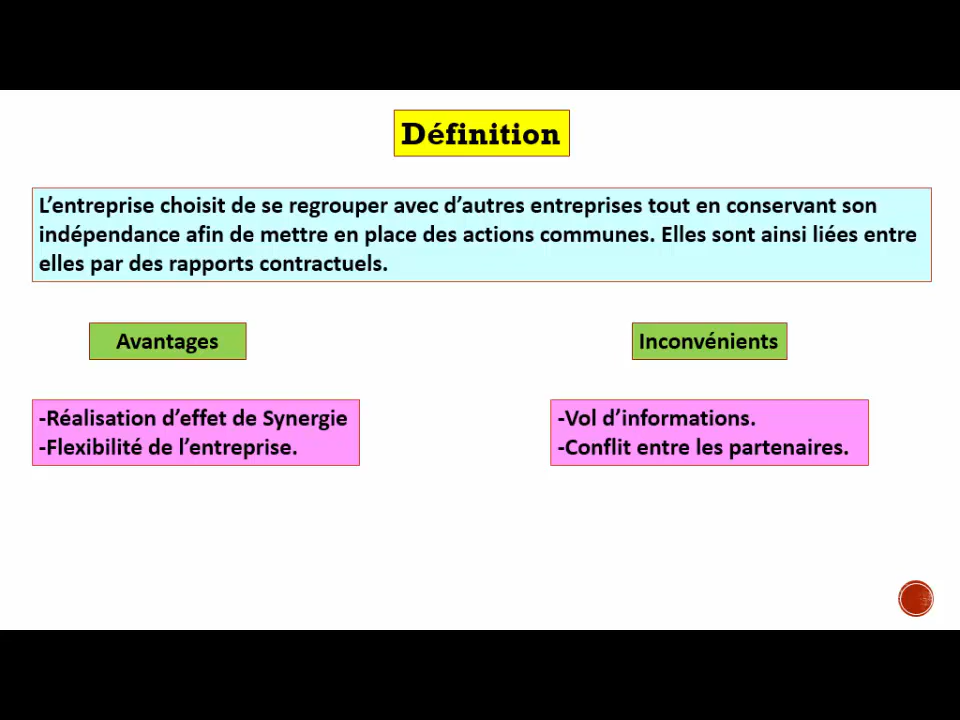 Définition
L'entreprise choisit de se regrouper avec d'autres entreprises tout en conservant son
indépendance afin de mettre en place des actions communes. Elles sont ainsi liées entre
elles par des rapports contractuels.
Avantages
Inconvénients
-Réalisation d'effet de Synergie
-Flexibilité de l'entreprise.
-Vol d'informations.
-Conflit entre les partenaires.